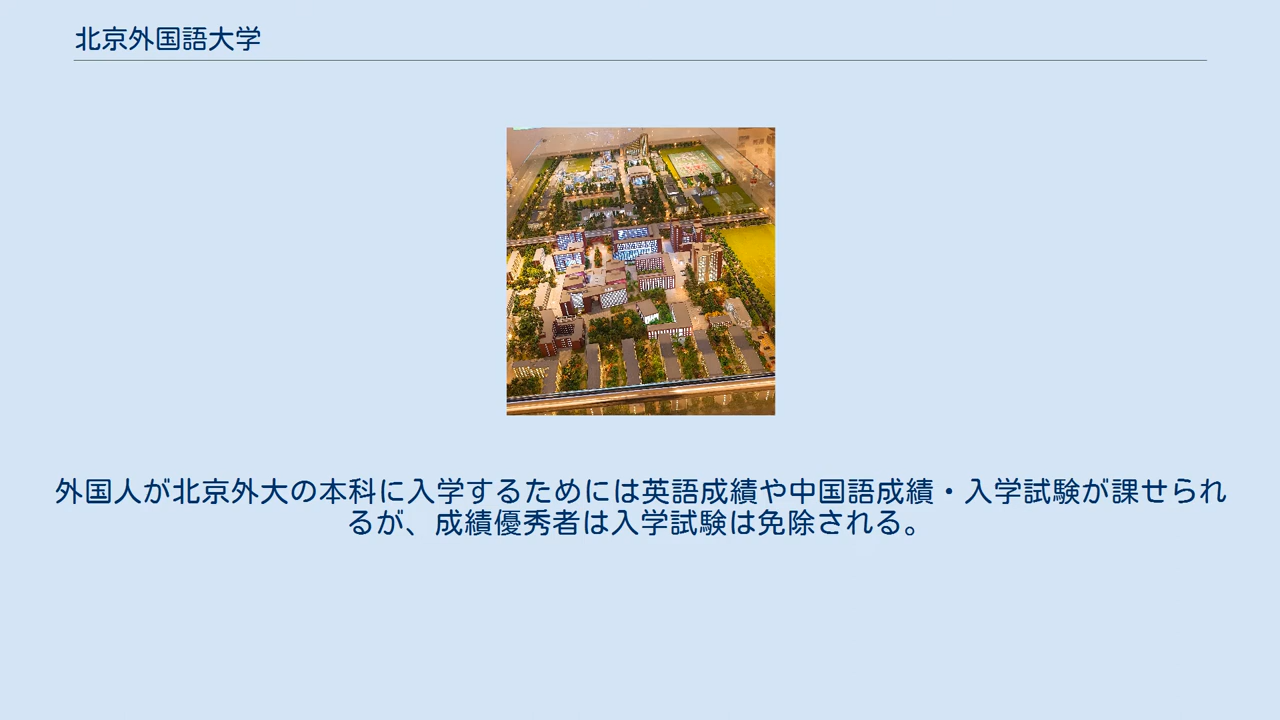 北京外国語大学
外国人が北京外大の本科に入学するためには英語成績や中国語成績・入学試験が課せられ
るが、成績優秀者は入学試験は免除される。